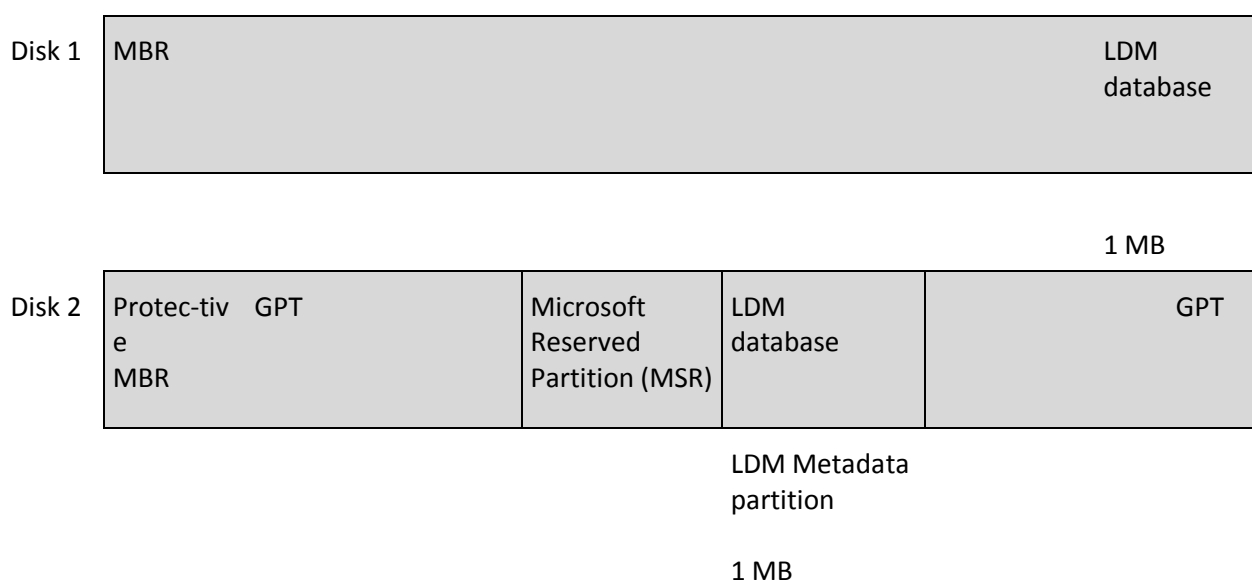 Disk 1 MBR LDM
database
1 MB
Disk 2 Protec-tiv GPT Microsoft LDM GPT
e Reserved database
MBR Partition (MSR)
LDM Metadata
partition
1 MB